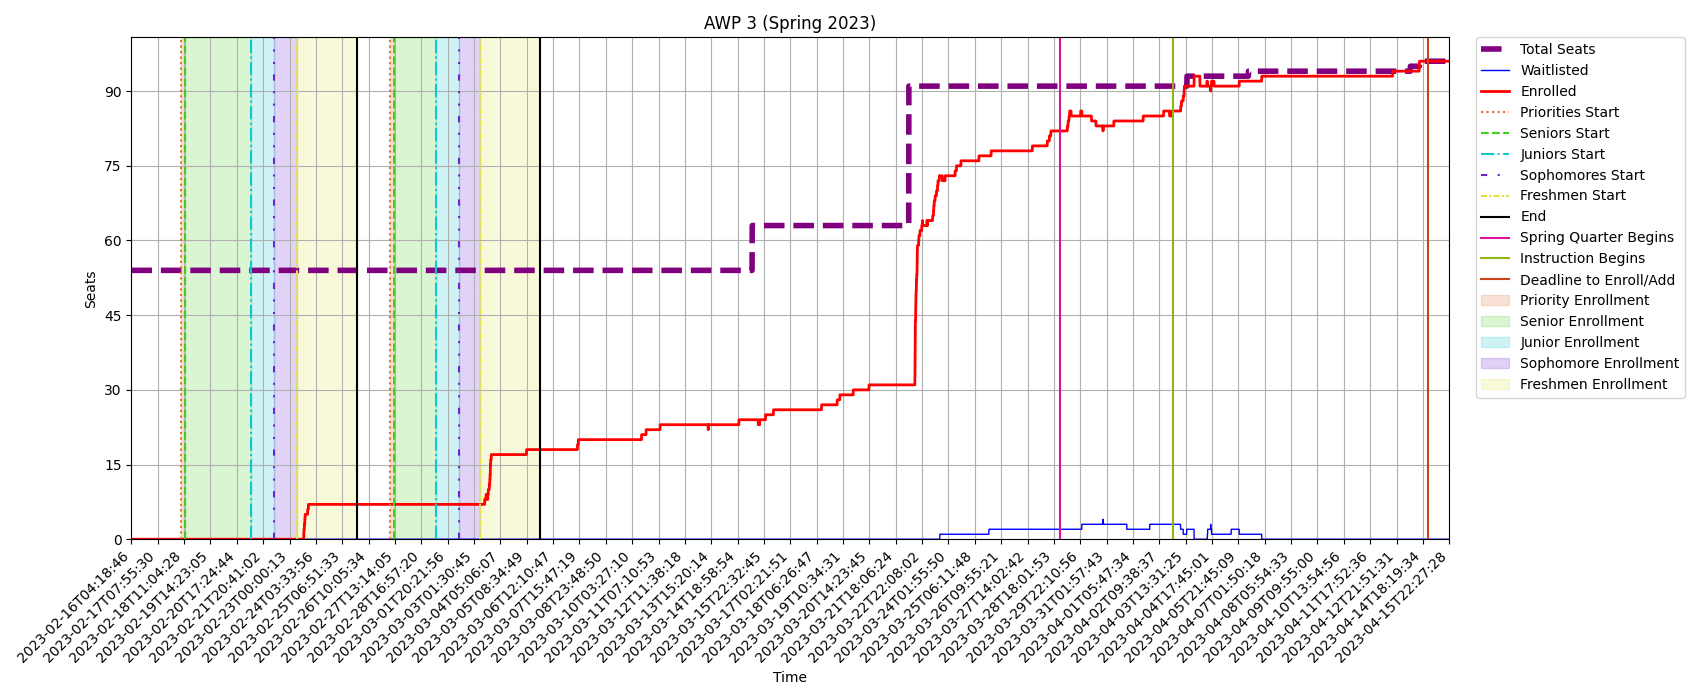 AWP 3 (Spring 2023)
Seats
90
75
60
45
30
15
0
2023-02-16T04:18:46
2023-02-17T07:55:30
2023-02-18T11:04:28
2023-02-19T14:23:05
2023-02-20T17:24:44
2023-02-21T20:41:02
2023-02-23T00:00:13
2023-02-24T03:33:56
2023-02-25T06:51:33
2023-02-26T10:05:34
2023-02-27T13:14:05
2023-02-28T16:57:20
2023-03-01T20:21:56
2023-03-03T01:30:45
2023-03-04T05:06:07
2023-03-05T08:34:49
2023-03-06T12:10:47
2023-03-07T15:47:19
2023-03-08T23:48:50
2023-03-10T03:27:10
2023-03-11T07:10:53
2023-03-12T11:38:18
2023-03-13T15:20:14
2023-03-14T18:58:54
2023-03-15T22:32:45
2023-03-17T02:21:51
2023-03-18T06:26:47
2023-03-19T10:34:31
2023-03-20T14:23:45
2023-03-21T18:06:24
2023-03-22T22:08:02
2023-03-24T01:55:50
2023-03-25T06:11:48
2023-03-26T09:55:21
2023-03-27T14:02:42
2023-03-28T18:01:53
2023-03-29T22:10:56
2023-03-31T01:57:43
2023-04-01T05:47:34
2023-04-02T09:38:37
2023-04-03T13:31:25
2023-04-04T17:45:01
2023-04-05T21:45:09
2023-04-07T01:50:18
2023-04-08T05:54:33
2023-04-09T09:55:00
2023-04-10T13:54:56
2023-04-11T17:52:36
2023-04-12T21:51:31
2023-04-14T18:19:34
2023-04-15T22:27:28
Time
Total Seats
Waitlisted
Enrolled
Priorities Start
Seniors Start
Juniors Start
Sophomores Start
Freshmen Start
End
Spring Quarter Begins
Instruction Begins
Deadline to Enroll/Add
Priority Enrollment
Senior Enrollment
Junior Enrollment
Sophomore Enrollment
Freshmen Enrollment